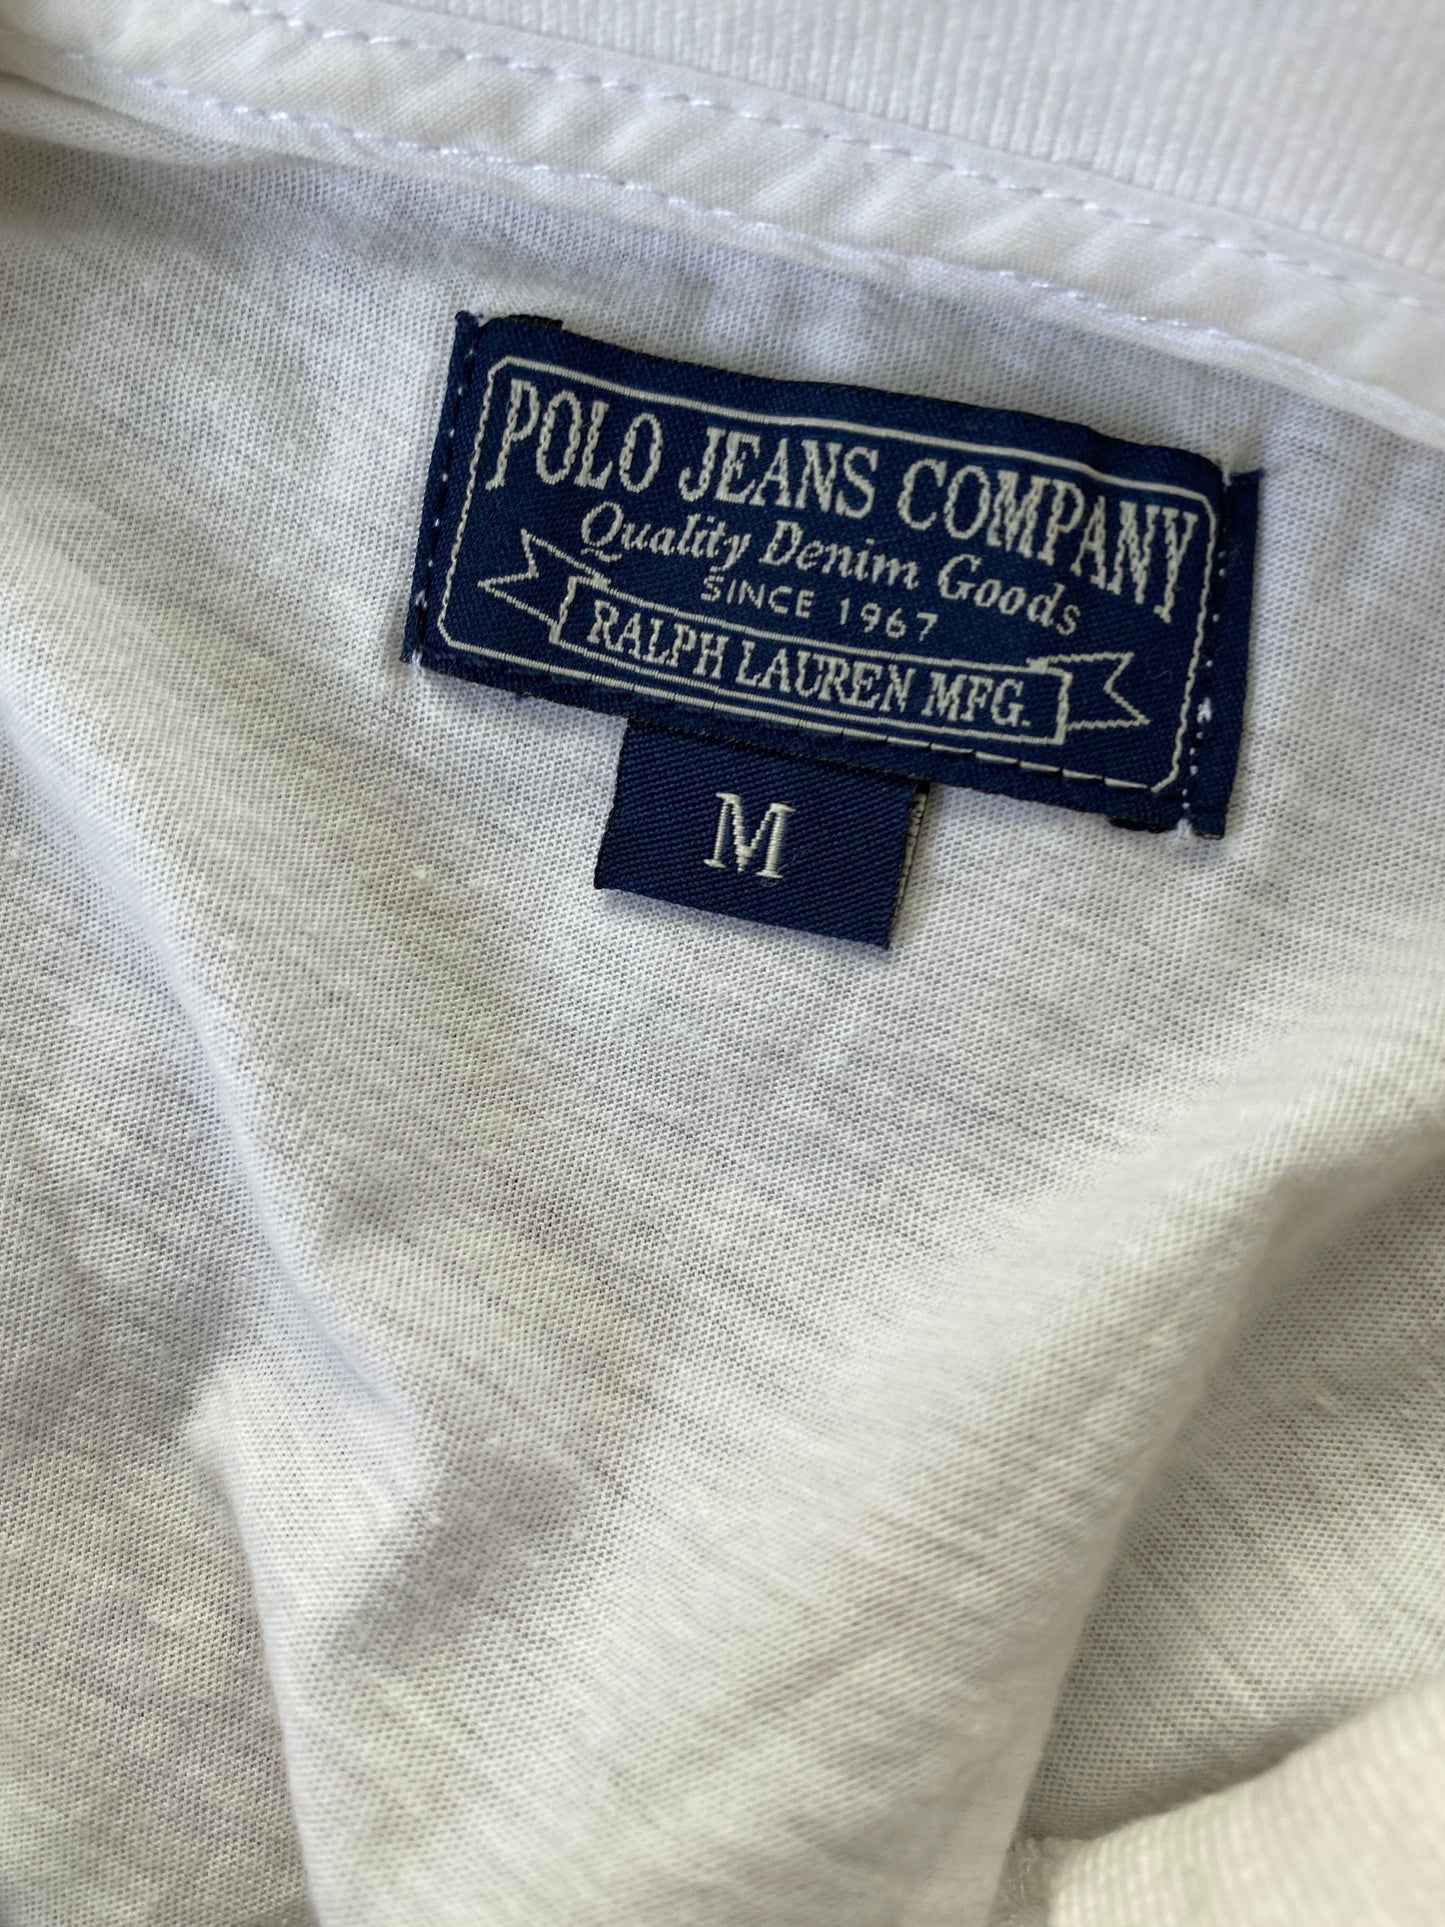 POLO JEANS COMPANY
Quality Denim Goods
SINCE 1967
RALPH LAUREN MFG.
M